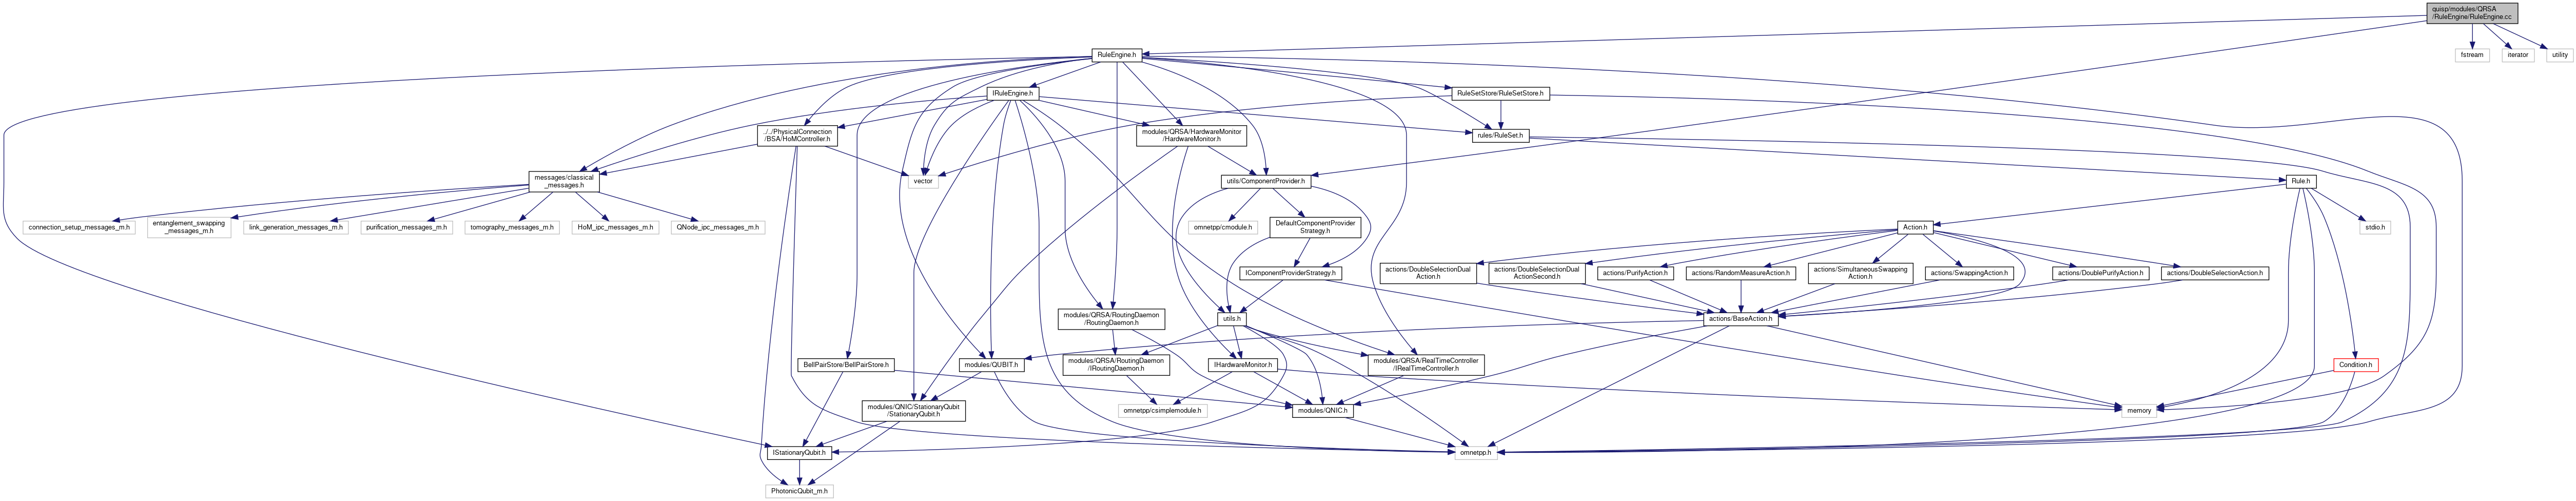 quisp/modules/QRSA
/RuleEngine/RuleEngine.cc
RuleEngine.h
fstream
iterator
utility
IRuleEngine.h
RuleSetStore/RuleSetStore.h
../../PhysicalConnection
/BSA/HoMController.h
modules/QRSA/HardwareMonitor
/HardwareMonitor.h
rules/RuleSet.h
messages/classical
_messages.h
vector
utils/ComponentProvider.h
Rule.h
connection_setup_messages_m.h
entanglement_swapping
_messages_m.h
link_generation_messages_m.h
purification_messages_m.h
tomography_messages_m.h
HoM_ipc_messages_m.h
QNode_ipc_messages_m.h
omnetpp/cmodule.h
DefaultComponentProvider
Strategy.h
Action.h
stdio.h
IComponentProviderStrategy.h
actions/DoubleSelectionDual
Action.h
actions/DoubleSelectionDual
ActionSecond.h
actions/PurifyAction.h
actions/RandomMeasureAction.h
actions/SimultaneousSwapping
Action.h
actions/SwappingAction.h
actions/DoublePurifyAction.h
actions/DoubleSelectionAction.h
modules/QRSA/RoutingDaemon
/RoutingDaemon.h
utils.h
actions/BaseAction.h
BellPairStore/BellPairStore.h
modules/QUBIT.h
modules/QRSA/RoutingDaemon
/IRoutingDaemon.h
IHardwareMonitor.h
modules/QRSA/RealTimeController
/IRealTimeController.h
Condition.h
modules/QNIC/StationaryQubit
/StationaryQubit.h
omnetpp/csimplemodule.h
modules/QNIC.h
memory
IStationaryQubit.h
omnetpp.h
PhotonicQubit_m.h